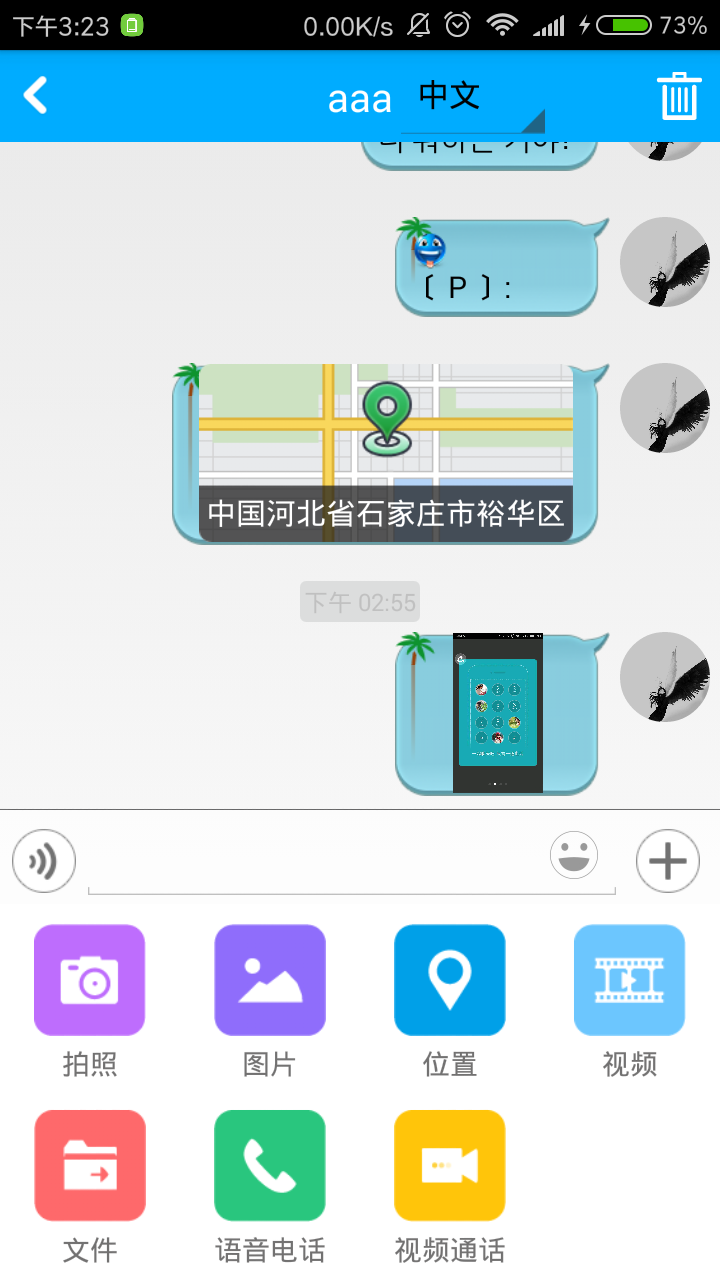 下午3:23
0.00K/s
73%
aaa
中文
〔 P 〕:
中国河北省石家庄市裕华区
下午 02:55
拍照
图片
位置
视频
文件
语音电话
视频通话